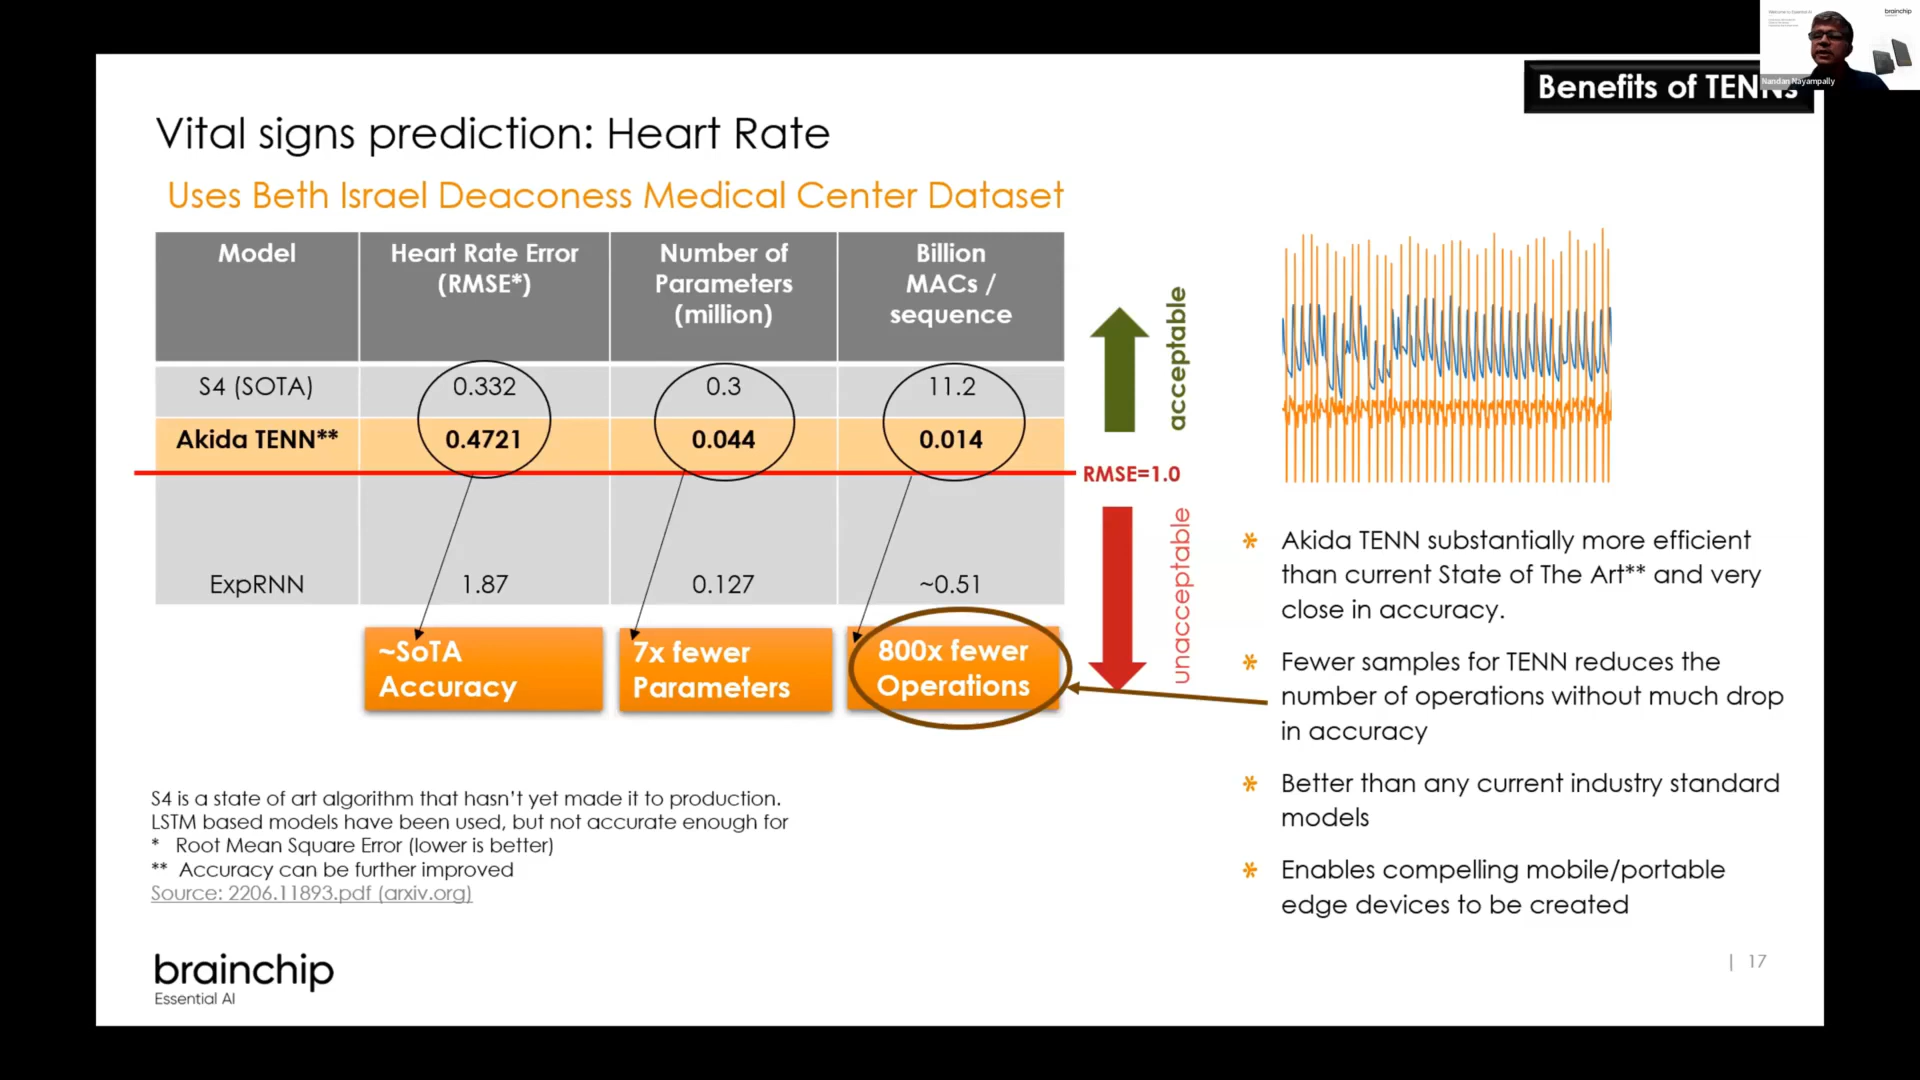 Benefits of TENNs
Nandan Nayampally
brainchip
Vital signs prediction: Heart Rate
Uses Beth Israel Deaconess Medical Center Dataset
Model
Heart Rate Error
(RMSE*)
Number of
Parameters
(million)
Billion
MACs /
sequence
S4 (SOTA)
0.332
0.3
11.2
Akida TENN**
0.4721
0.044
0.014
ExpRNN
1.87
0.127
~0.51
acceptable
RMSE=1.0
unacceptable
~SoTA
Accuracy
7x fewer
Parameters
800x fewer
Operations
* Akida TENN substantially more efficient
than current State of The Art** and very
close in accuracy.
* Fewer samples for TENN reduces the
number of operations without much drop
in accuracy
* Better than any current industry standard
models
* Enables compelling mobile/portable
edge devices to be created
S4 is a state of art algorithm that hasn't yet made it to production.
LSTM based models have been used, but not accurate enough for
* Root Mean Square Error (lower is better)
** Accuracy can be further improved
Source: 2206.11893.pdf (arxiv.org)
brainchip
Essential AI
| 17